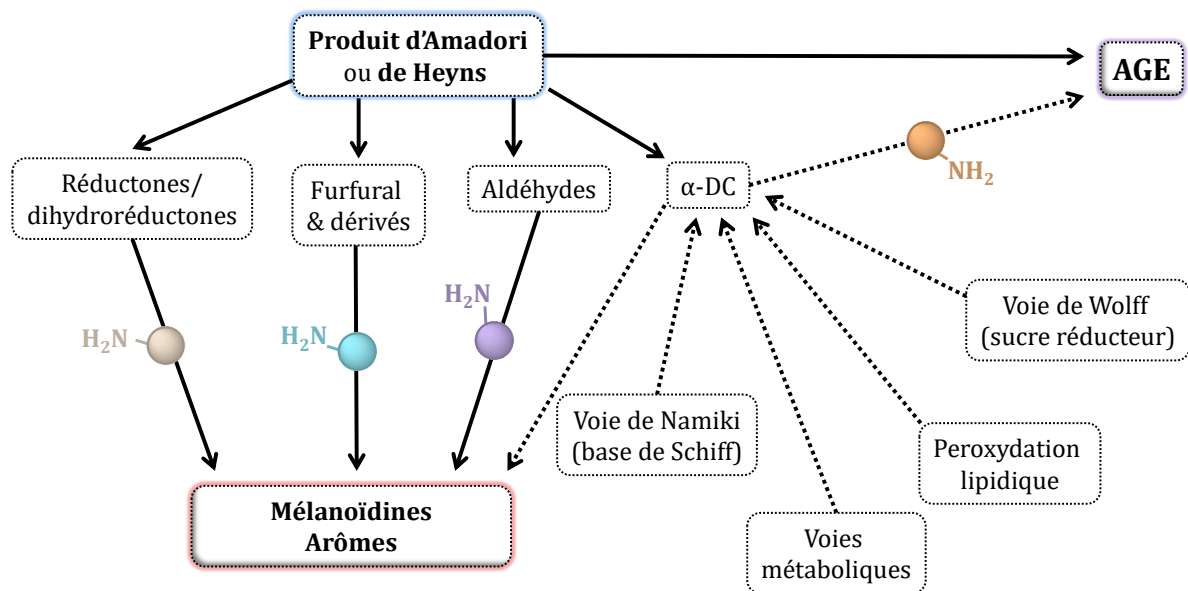 Produit d'Amadori
ou de Heyns
AGE
Réductones/
dihydroréductones
Furfural
& dérivés
Aldéhydes
α-DC
NH₂
H₂N
H₂N
H₂N
Voie de Wolff
(sucre réducteur)
Voie de Namiki
(base de Schiff)
Peroxydation
lipidique
Mélanoïdines
Arômes
Voies
métaboliques